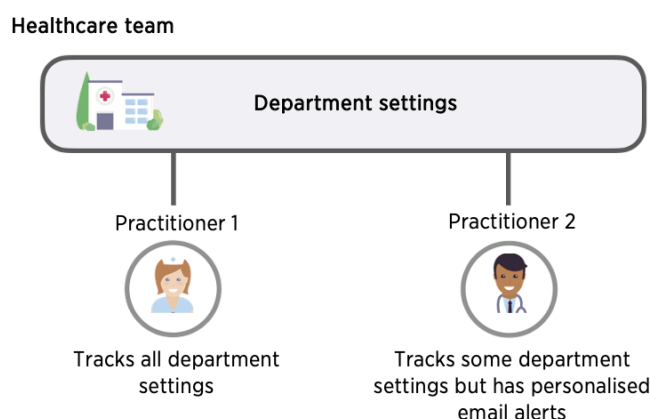 Healthcare team
Department settings
Practitioner 1
Practitioner 2
Tracks all department
settings
Tracks some department
settings but has personalised
email alerts